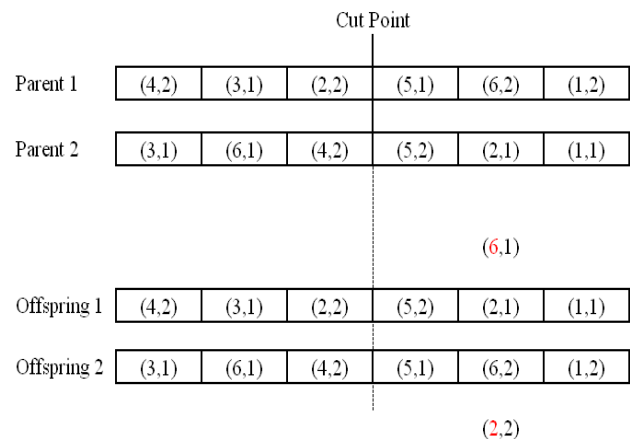 Cut Point
Parent 1 (4,2) (3,1) (2,2) (5,1) (6,2) (1,2)
Parent 2 (3,1) (6,1) (4,2) (5,2) (2,1) (1,1)
(6,1)
Offspring 1 (4,2) (3,1) (2,2) (5,2) (2,1) (1,1)
Offspring 2 (3,1) (6,1) (4,2) (5,1) (6,2) (1,2)
(2,2)